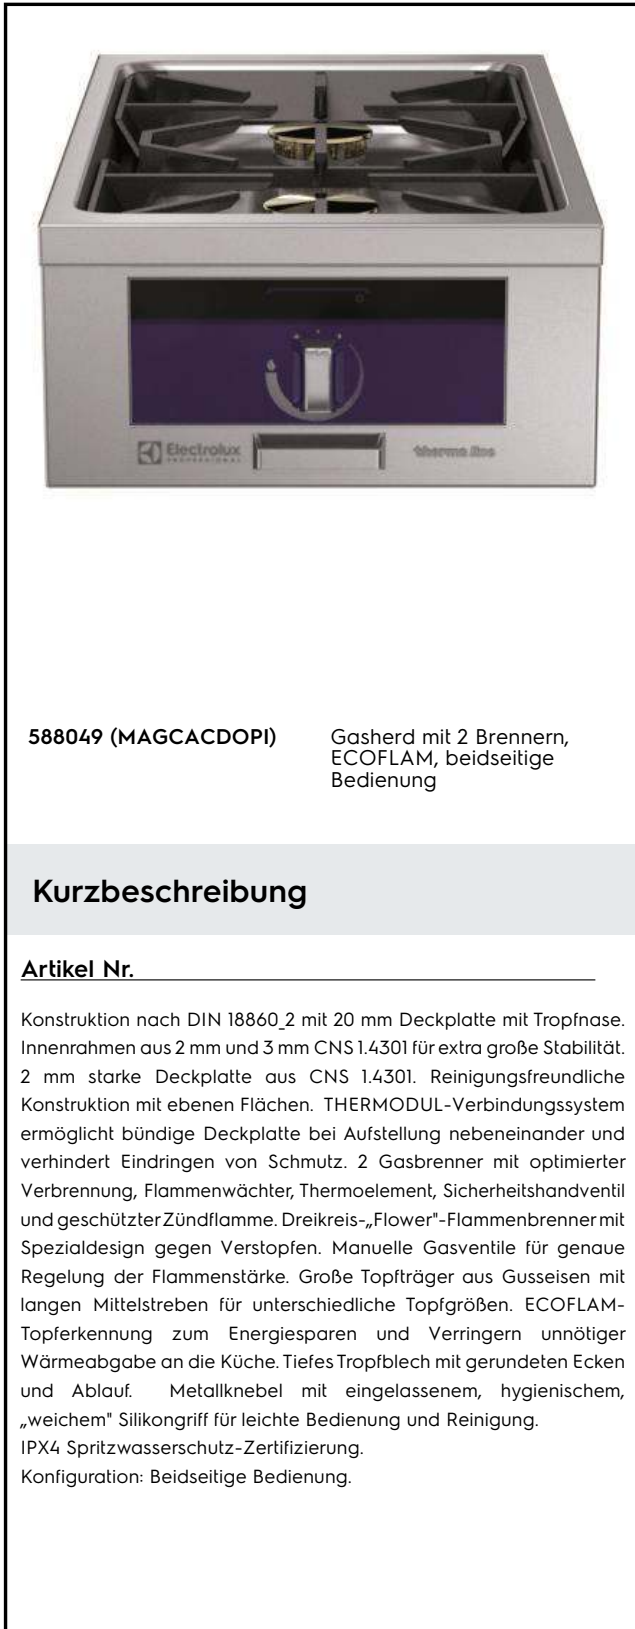 Electrolux
PROFESSIONAL
thermaline
588049 (MAGCACDOPI)
Gasherd mit 2 Brennern,
ECOFLAM, beidseitige
Bedienung
Kurzbeschreibung
Artikel Nr.
Konstruktion nach DIN 18860_2 mit 20 mm Deckplatte mit Tropfnase.
Innenrahmen aus 2 mm und 3 mm CNS 1.4301 für extra große Stabilität.
2 mm starke Deckplatte aus CNS 1.4301. Reinigungsfreundliche
Konstruktion mit ebenen Flächen. THERMODUL-Verbindungssystem
ermöglicht bündige Deckplatte bei Aufstellung nebeneinander und
verhindert Eindringen von Schmutz. 2 Gasbrenner mit optimierter
Verbrennung, Flammenwächter, Thermoelement, Sicherheitshandventil
und geschützter Zündflamme. Dreikreis-„Flower"-Flammenbrenner mit
Spezialdesign gegen Verstopfen. Manuelle Gasventile für genaue
Regelung der Flammenstärke. Große Topfträger aus Gusseisen mit
langen Mittelstreben für unterschiedliche Topfgrößen. ECOFLAM-
Topferkennung zum Energiesparen und Verringern unnötiger
Wärmeabgabe an die Küche. Tiefes Tropfblech mit gerundeten Ecken
und Ablauf. Metallknebel mit eingelassenem, hygienischem,
„weichem" Silikongriff für leichte Bedienung und Reinigung.
IPX4 Spritzwasserschutz-Zertifizierung.
Konfiguration: Beidseitige Bedienung.